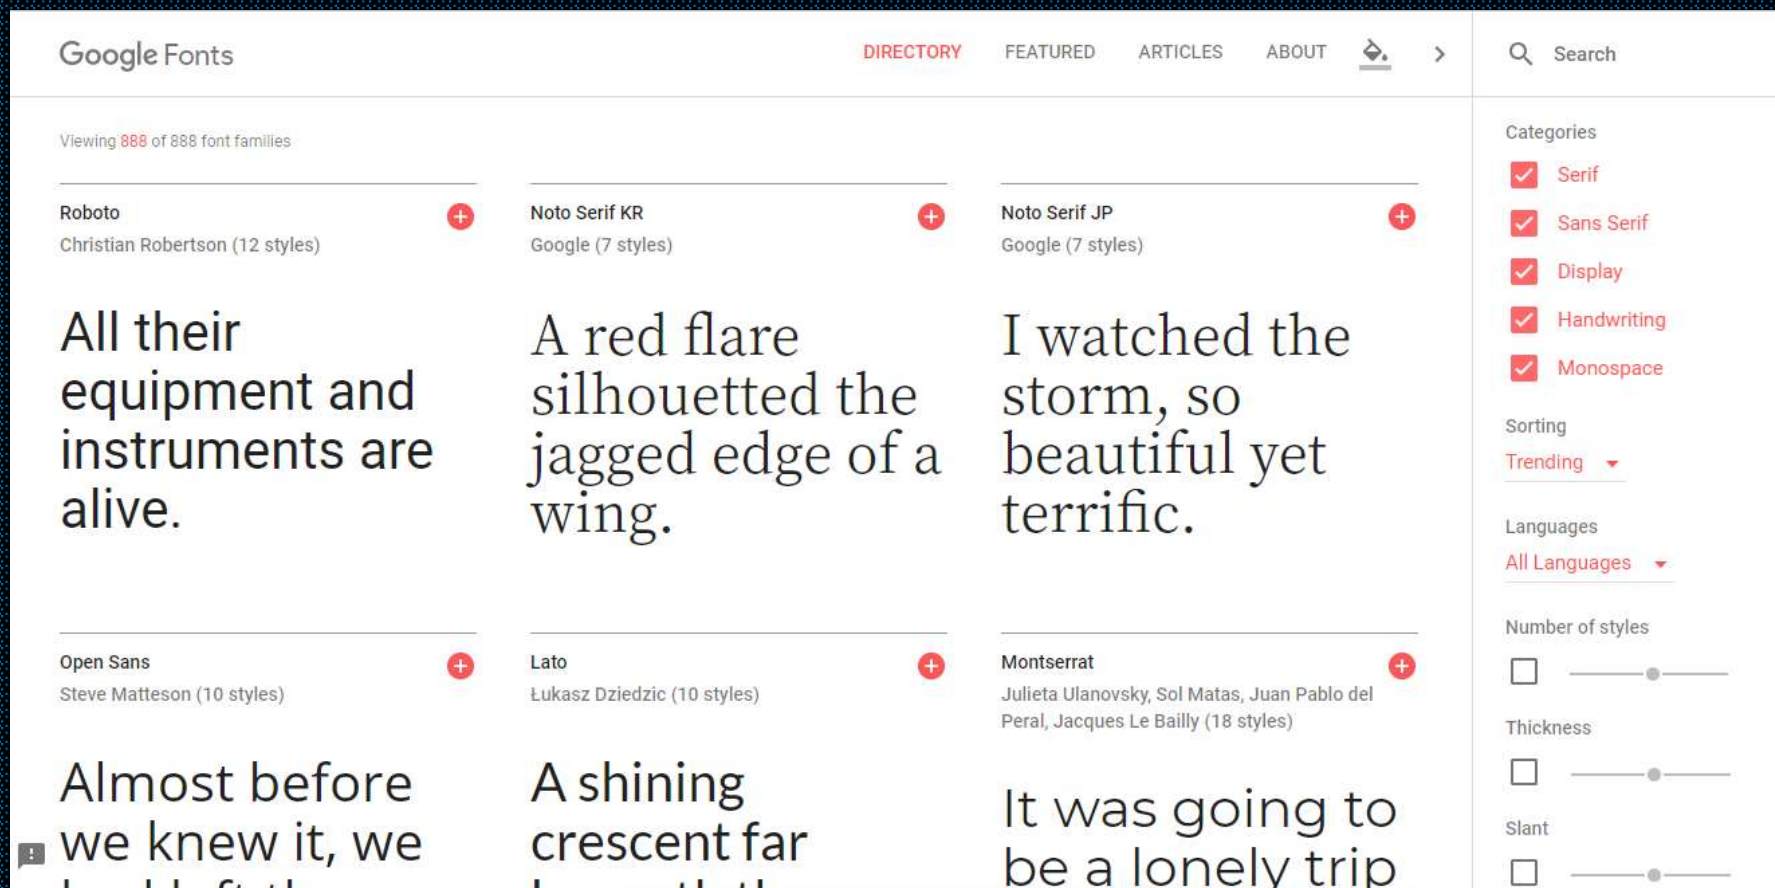 Google Fonts
DIRECTORY
FEATURED
ARTICLES
ABOUT
Search
Viewing 888 of 888 font families
Roboto
Christian Robertson (12 styles)
All their
equipment and
instruments are
alive.
Noto Serif KR
Google (7 styles)
A red flare
silhouetted the
jagged edge of a
wing.
Noto Serif JP
Google (7 styles)
I watched the
storm, so
beautiful yet
terrific.
Open Sans
Steve Matteson (10 styles)
Almost before
we knew it, we
Lato
Łukasz Dziedzic (10 styles)
A shining
crescent far
Montserrat
Julieta Ulanovsky, Sol Matas, Juan Pablo del
Peral, Jacques Le Bailly (18 styles)
It was going to
be a lonely trip
Categories
Serif
Sans Serif
Display
Handwriting
Monospace
Sorting
Trending
Languages
All Languages
Number of styles
Thickness
Slant